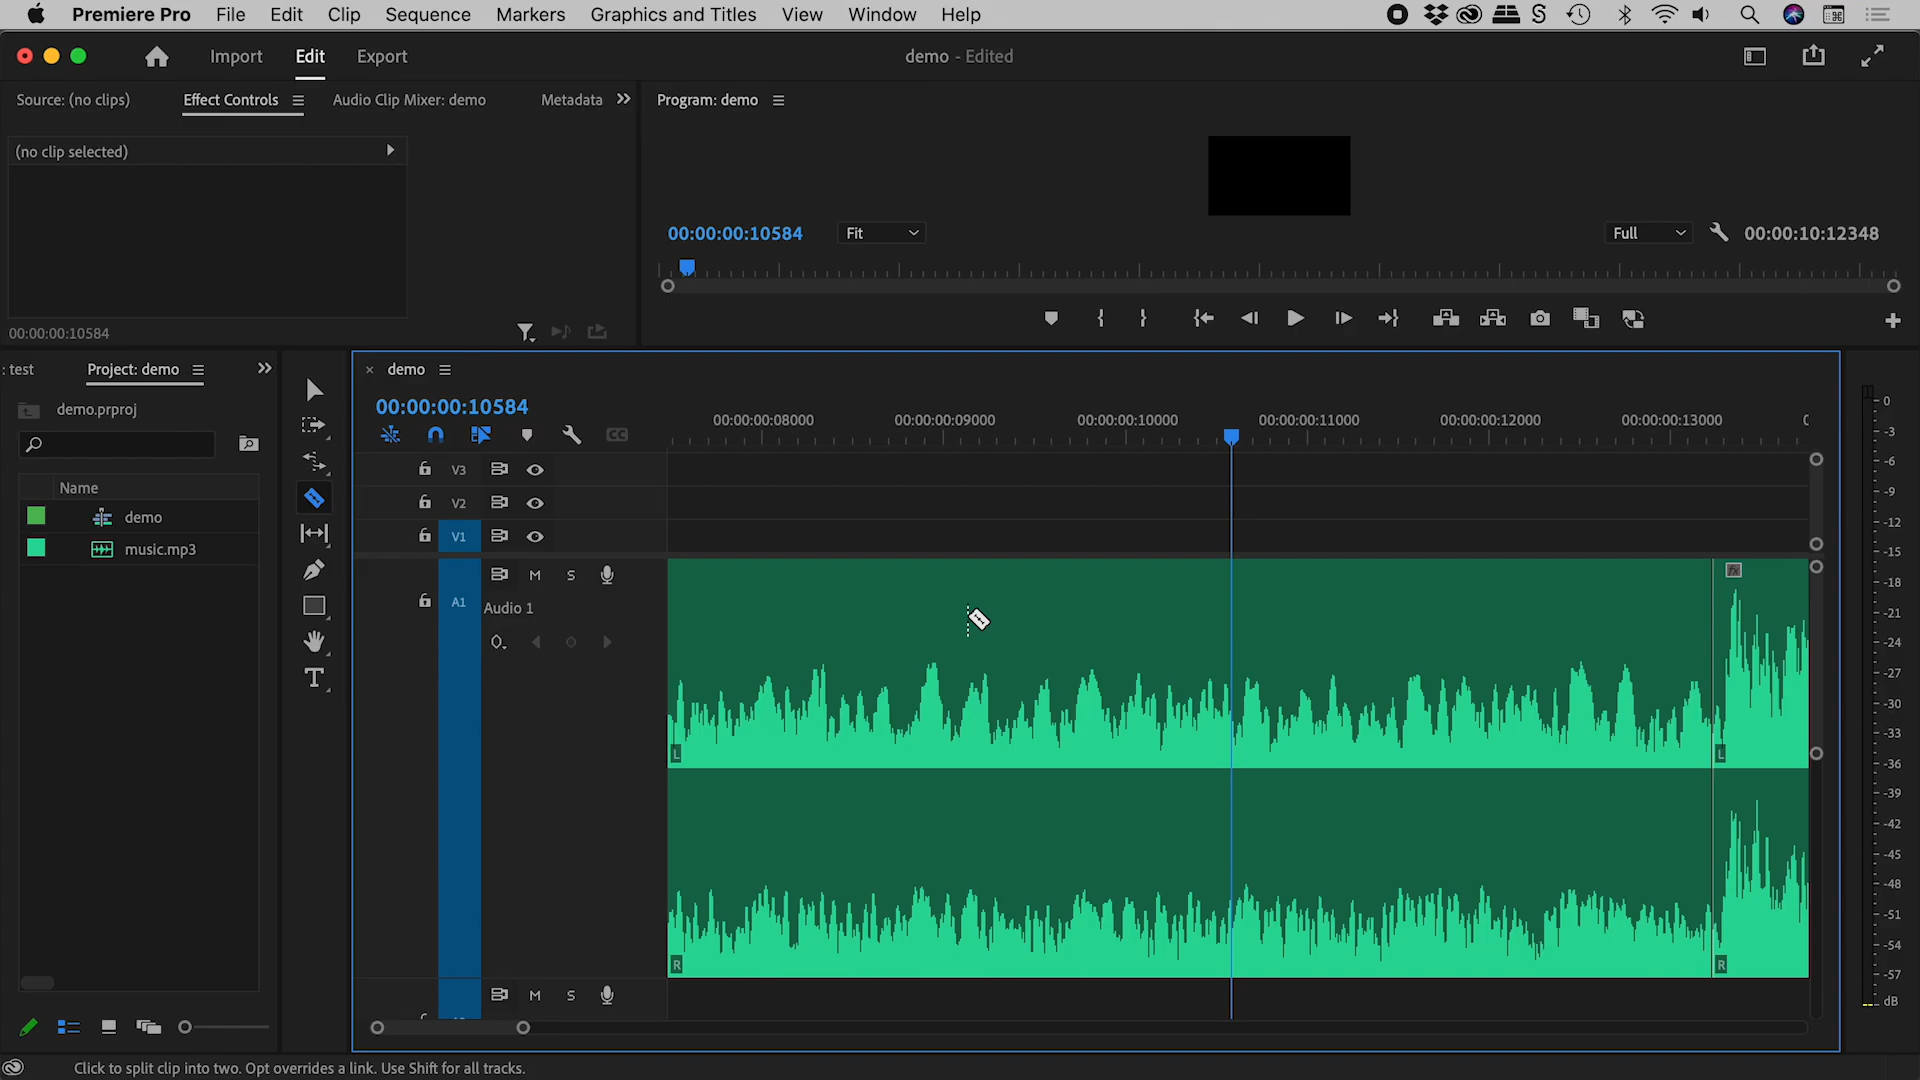 Premiere Pro File Edit Clip Sequence Markers Graphics and Titles View Window Help
Import Edit Export demo - Edited
Source: (no clips) Effect Controls Audio Clip Mixer: demo Metadata Program: demo
(no clip selected)
00:00:00:10584 Fit Full 00:00:10:12348
00:00:00:10584
: test Project: demo demo
demo.prproj 00:00:00:10584
00:00:00:08000 00:00:00:09000 00:00:00:10000 00:00:00:11000 00:00:00:12000 00:00:00:13000
CC
Name
demo
music.mp3
V3
V2
V1
A1 M S
Audio 1
fx
L L
R R
M S
T
0
-3
-6
-9
-12
-15
-18
-21
-24
-27
-30
-33
-36
-39
-42
-45
-48
-51
-54
-57
dB
Click to split clip into two. Opt overrides a link. Use Shift for all tracks.